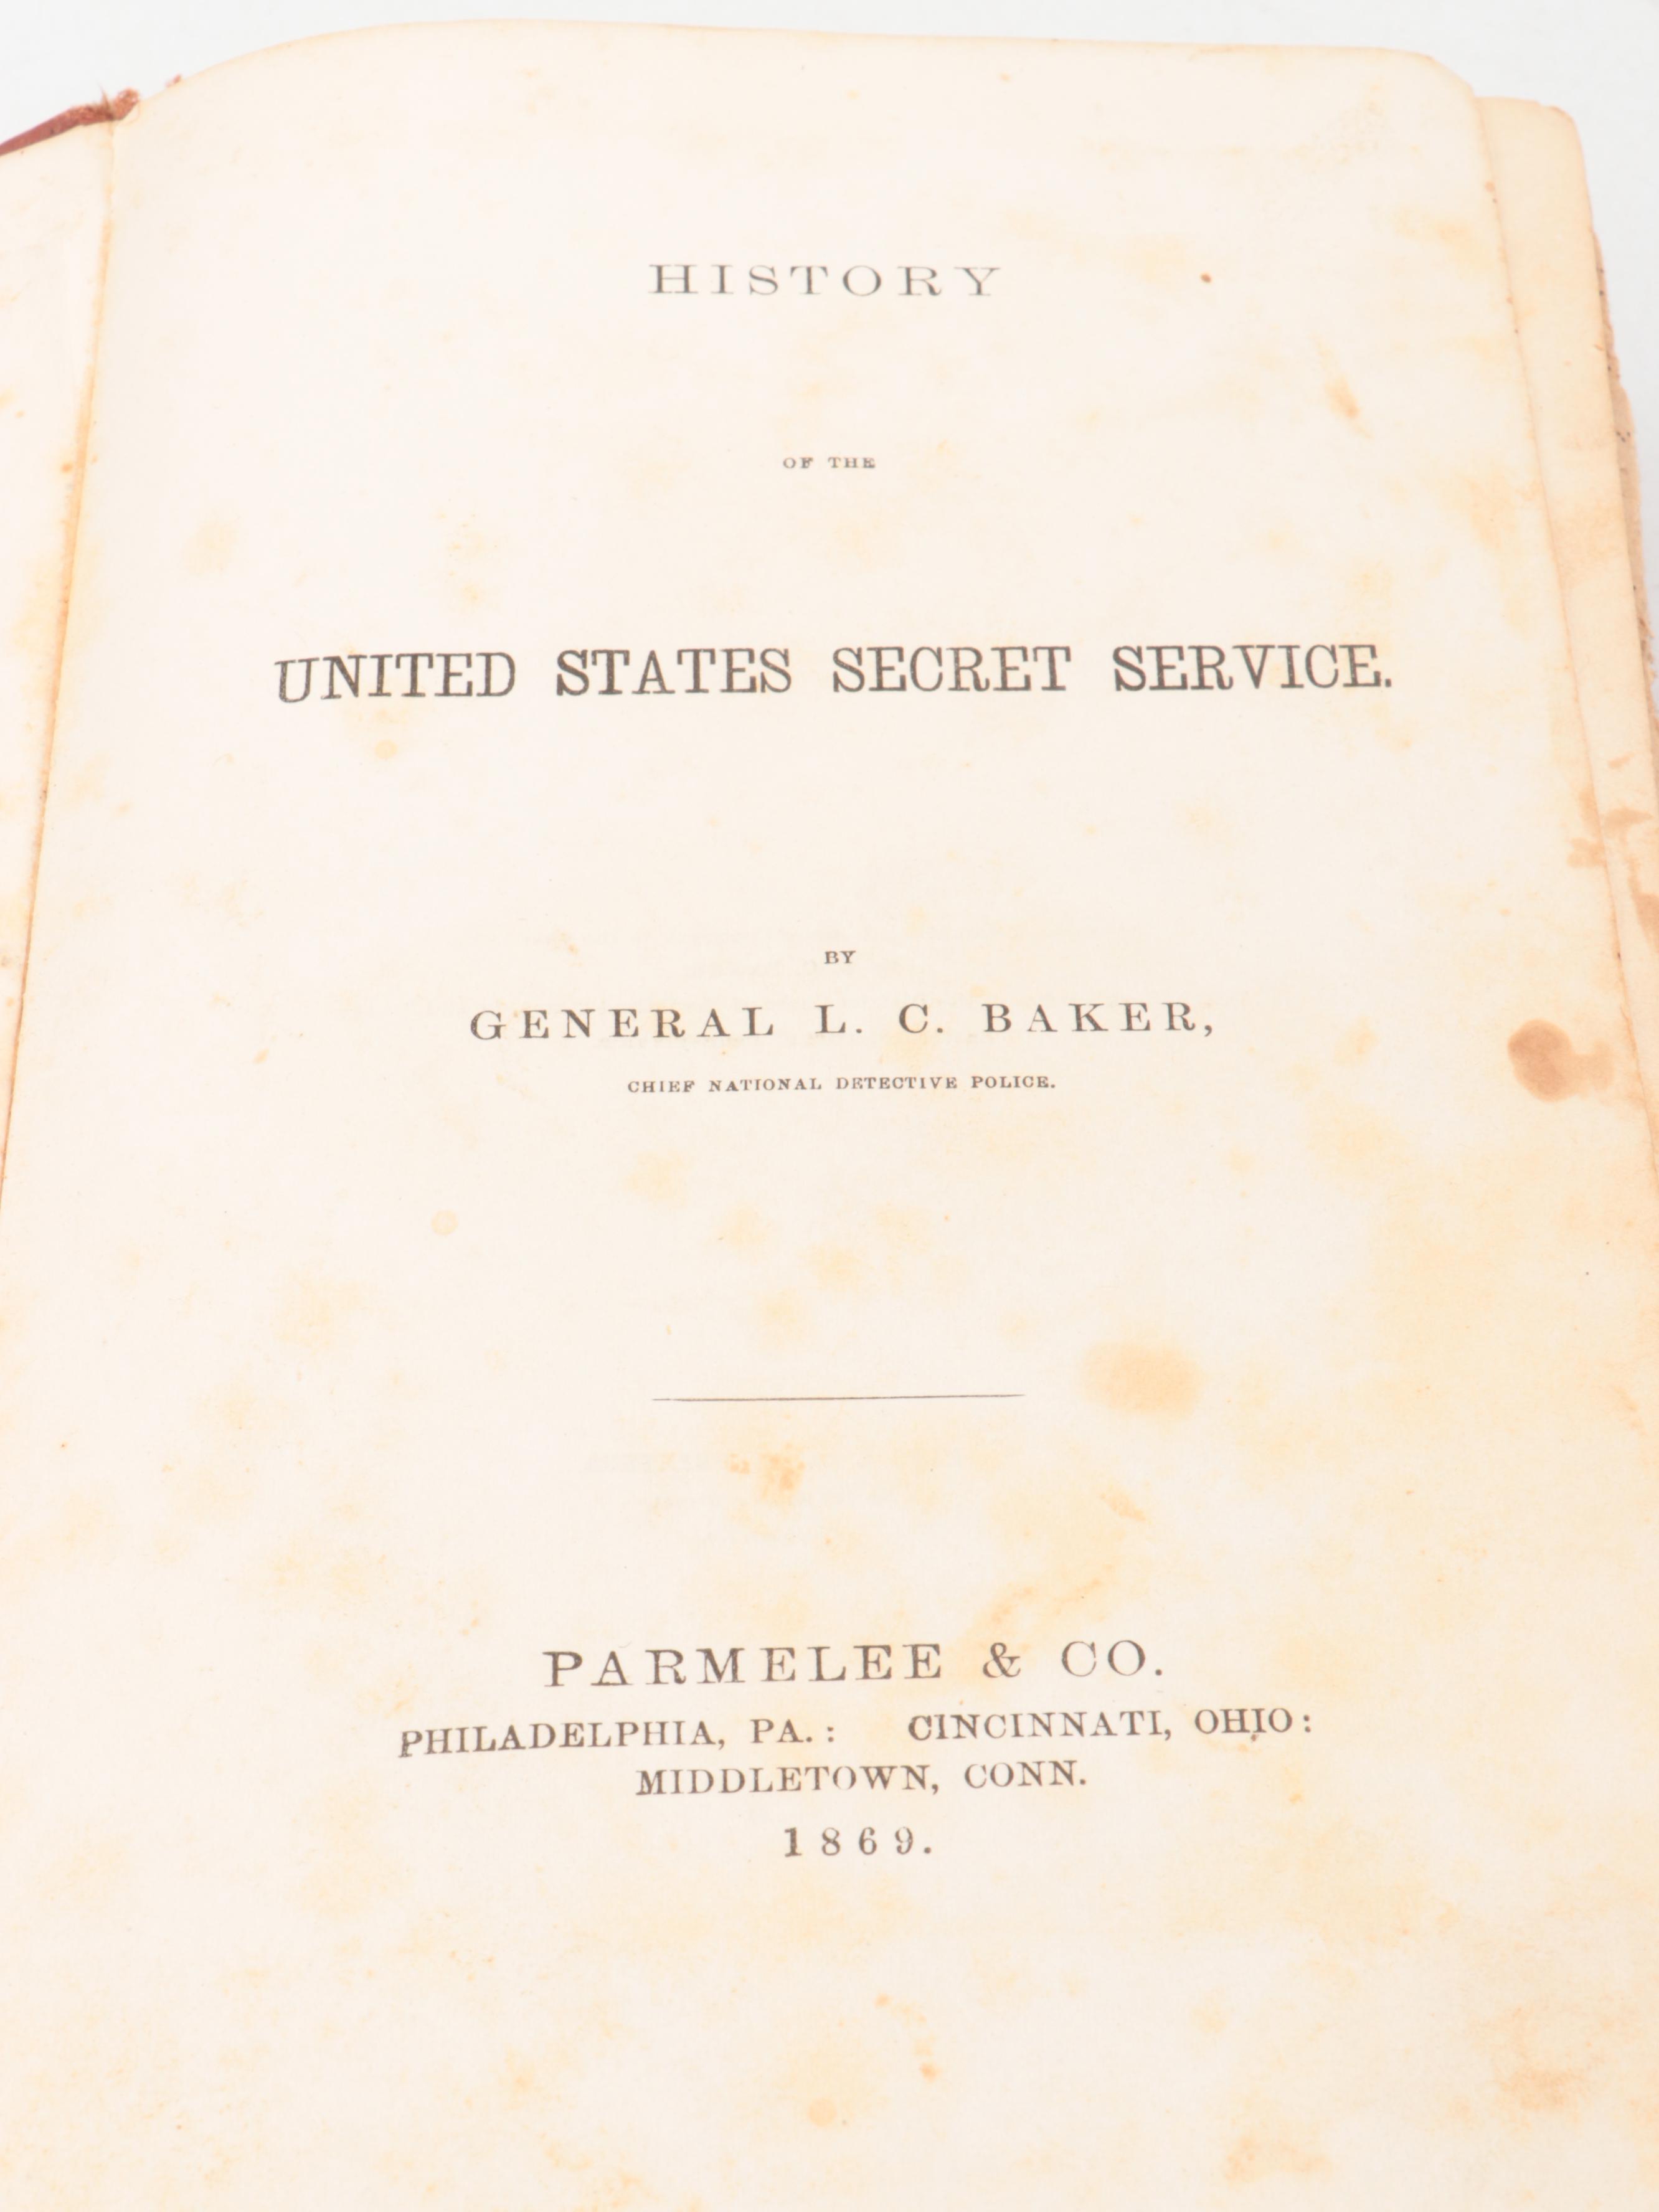 HISTORY
OF THE
UNITED STATES SECRET SERVICE.
BY
GENERAL L. C. BAKER,
CHIEF NATIONAL DETECTIVE POLICE.
PARMELEE & CO.
PHILADELPHIA, PA.: CINCINNATI, OHIO:
MIDDLETOWN, CONN.
1869.